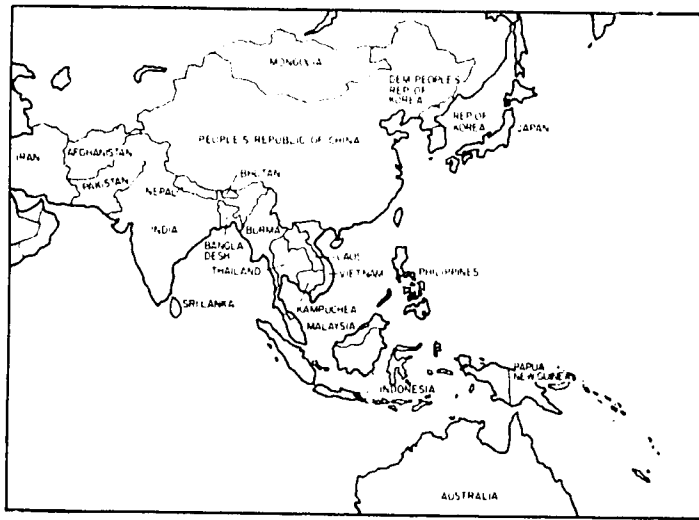 MONGOLIA
DEM PEOPLE'S
REP. OF
KOREA
REP OF
KOREA
JAPAN
PEOPLE'S REPUBLIC OF CHINA
IRAN
AFGHANISTAN
PAKISTAN
NEPAL
BHUTAN
INDIA
BANGLA
DESH
BURMA
LAOS
THAILAND
VIETNAM
PHILIPPINES
SRI LANKA
KAMPUCHEA
MALAYSIA
INDONESIA
PAPUA
NEW GUINEA
AUSTRALIA